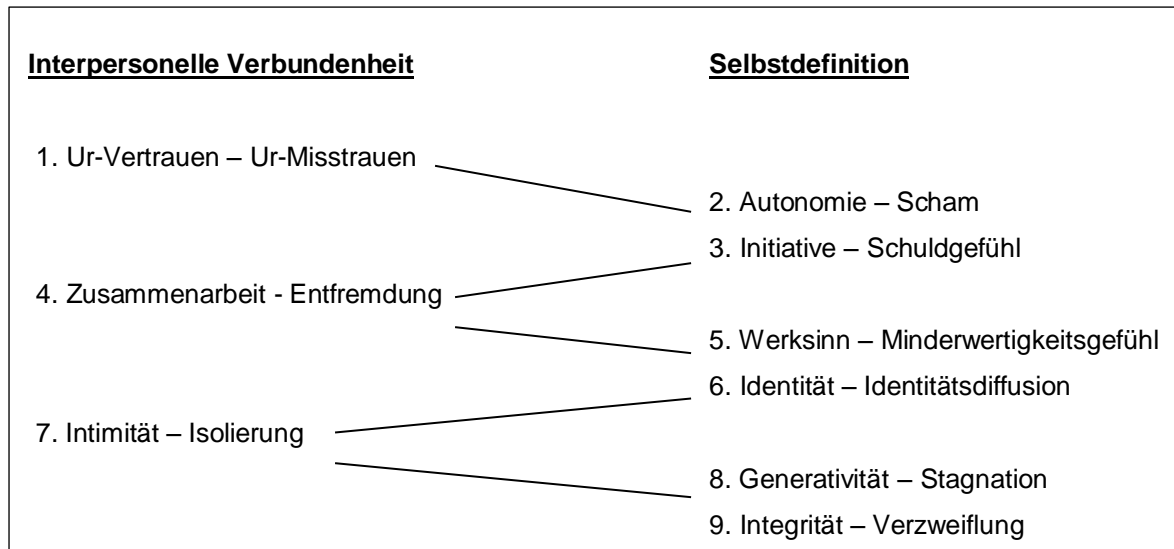 Interpersonelle Verbundenheit
Selbstdefinition
1. Ur-Vertrauen – Ur-Misstrauen
2. Autonomie – Scham
3. Initiative – Schuldgefühl
4. Zusammenarbeit - Entfremdung
5. Werksinn – Minderwertigkeitsgefühl
6. Identität – Identitätsdiffusion
7. Intimität – Isolierung
8. Generativität – Stagnation
9. Integrität – Verzweiflung